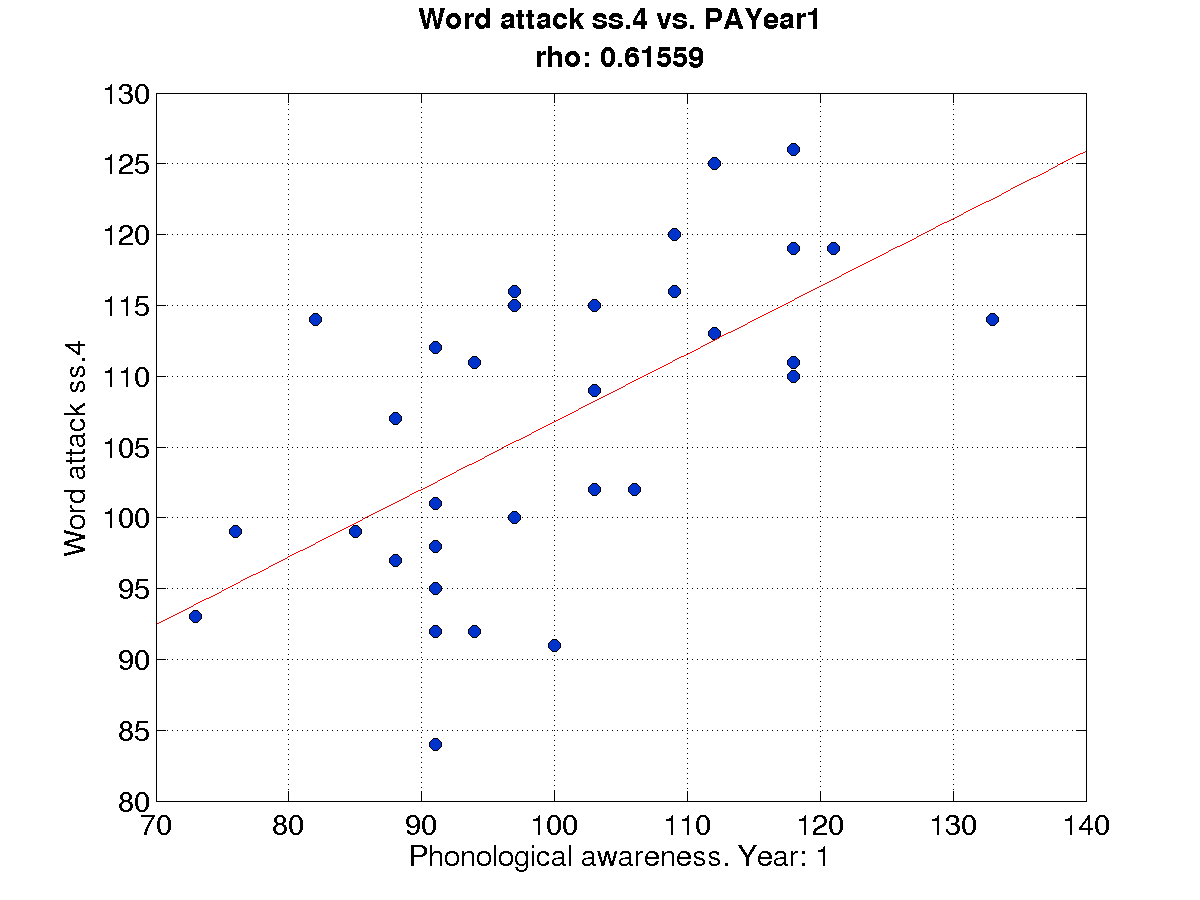 Word attack ss.4 vs. PAYear1
rho: 0.61559
130
125
120
115
110
105
100
95
90
85
80
Word attack ss.4
70 80 90 100 110 120 130 140
Phonological awareness. Year: 1